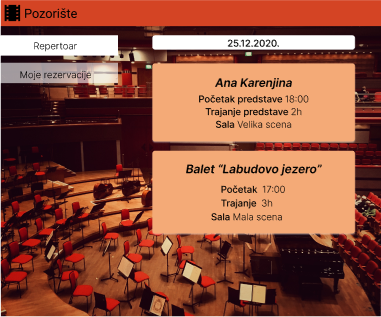 Pozorište
Repertoar
Moje rezervacije
25.12.2020.
Ana Karenjina
Početak predstave 18:00
Trajanje predstave 2h
Sala Velika scena
Balet “Labudovo jezero”
Početak 17:00
Trajanje 3h
Sala Mala scena